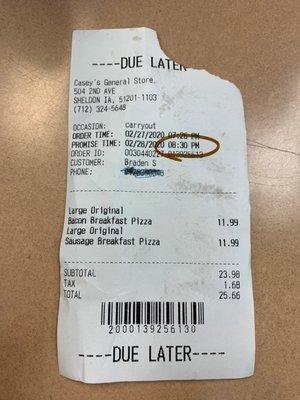 ----DUE LATER
Casey's General Store,
504 2ND AVE
SHELDON IA, 51201-1103
(712) 324-5648
OCCASION: carryout
ORDER TIME: 02/27/2020 07:26 PM
PROMISE TIME: 02/28/2020 08:30 PM
ORDER ID:
CUSTOMER: Braden S
PHONE:
Large Original
Bacon Breakfast Pizza 11.99
Large Original
Sausage Breakfast Pizza 11.99
SUBTOTAL 23.98
TAX 1.68
TOTAL 25.66
2000139256130
----DUE LATER----